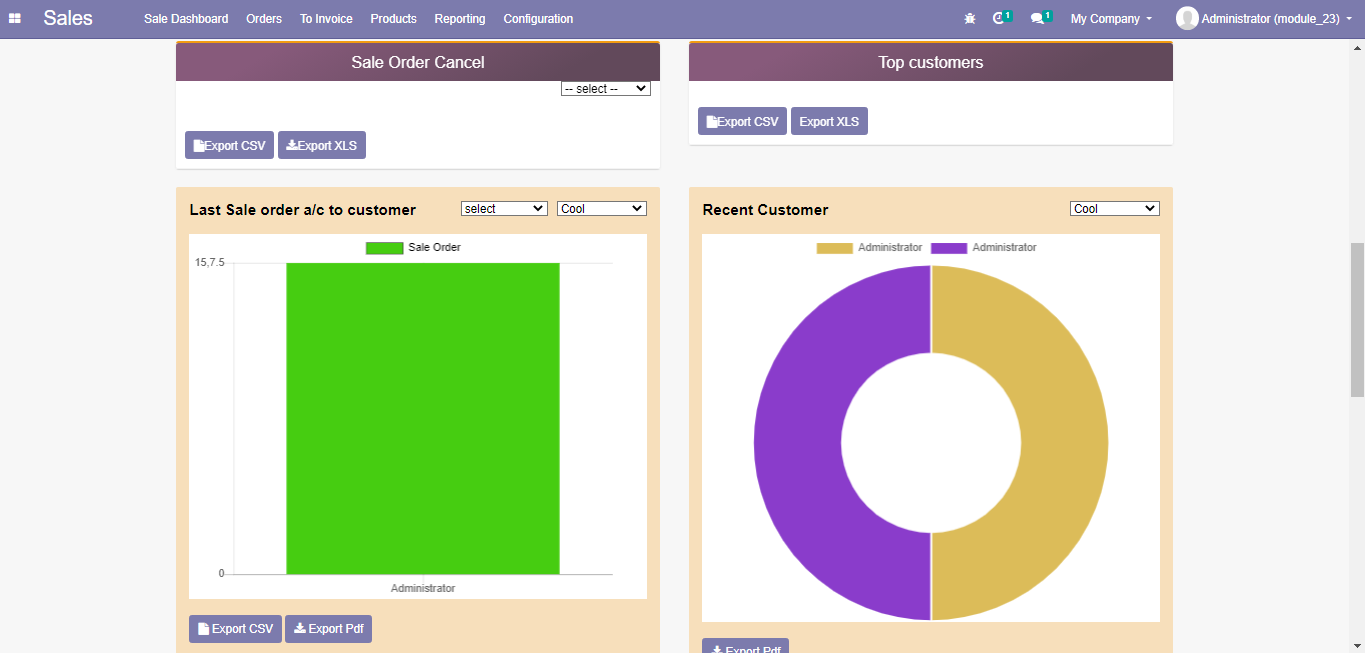 Sales Sale Dashboard Orders To Invoice Products Reporting Configuration 1 1 My Company Administrator (module_23)
Sale Order Cancel
-- select --
Export CSV Export XLS
Top customers
Export CSV Export XLS
Last Sale order a/c to customer select Cool
Sale Order
15,7.5
0
Administrator
Export CSV Export Pdf
Recent Customer Cool
Administrator Administrator
Export Pdf